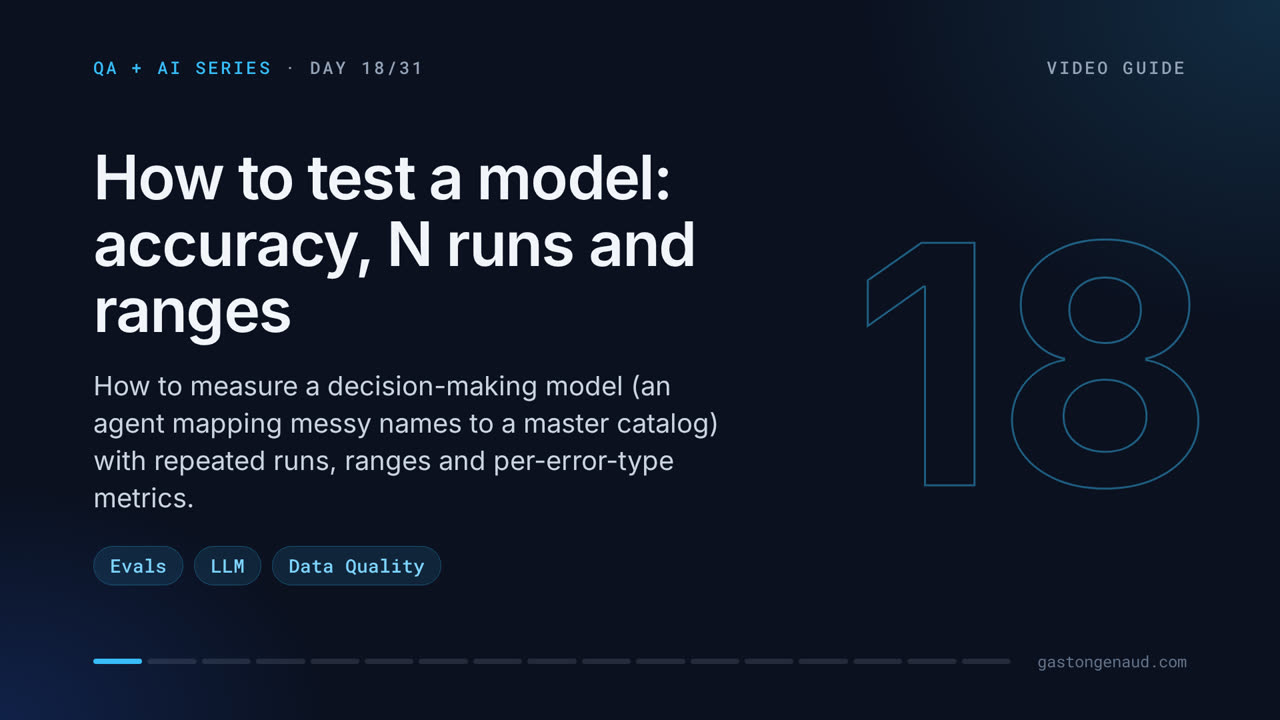 QA + AI SERIES · DAY 18/31
VIDEO GUIDE
How to test a model:
accuracy, N runs and
ranges
18
How to measure a decision-making model (an
agent mapping messy names to a master catalog)
with repeated runs, ranges and per-error-type
metrics.
Evals
LLM
Data Quality
gastongenaud.com